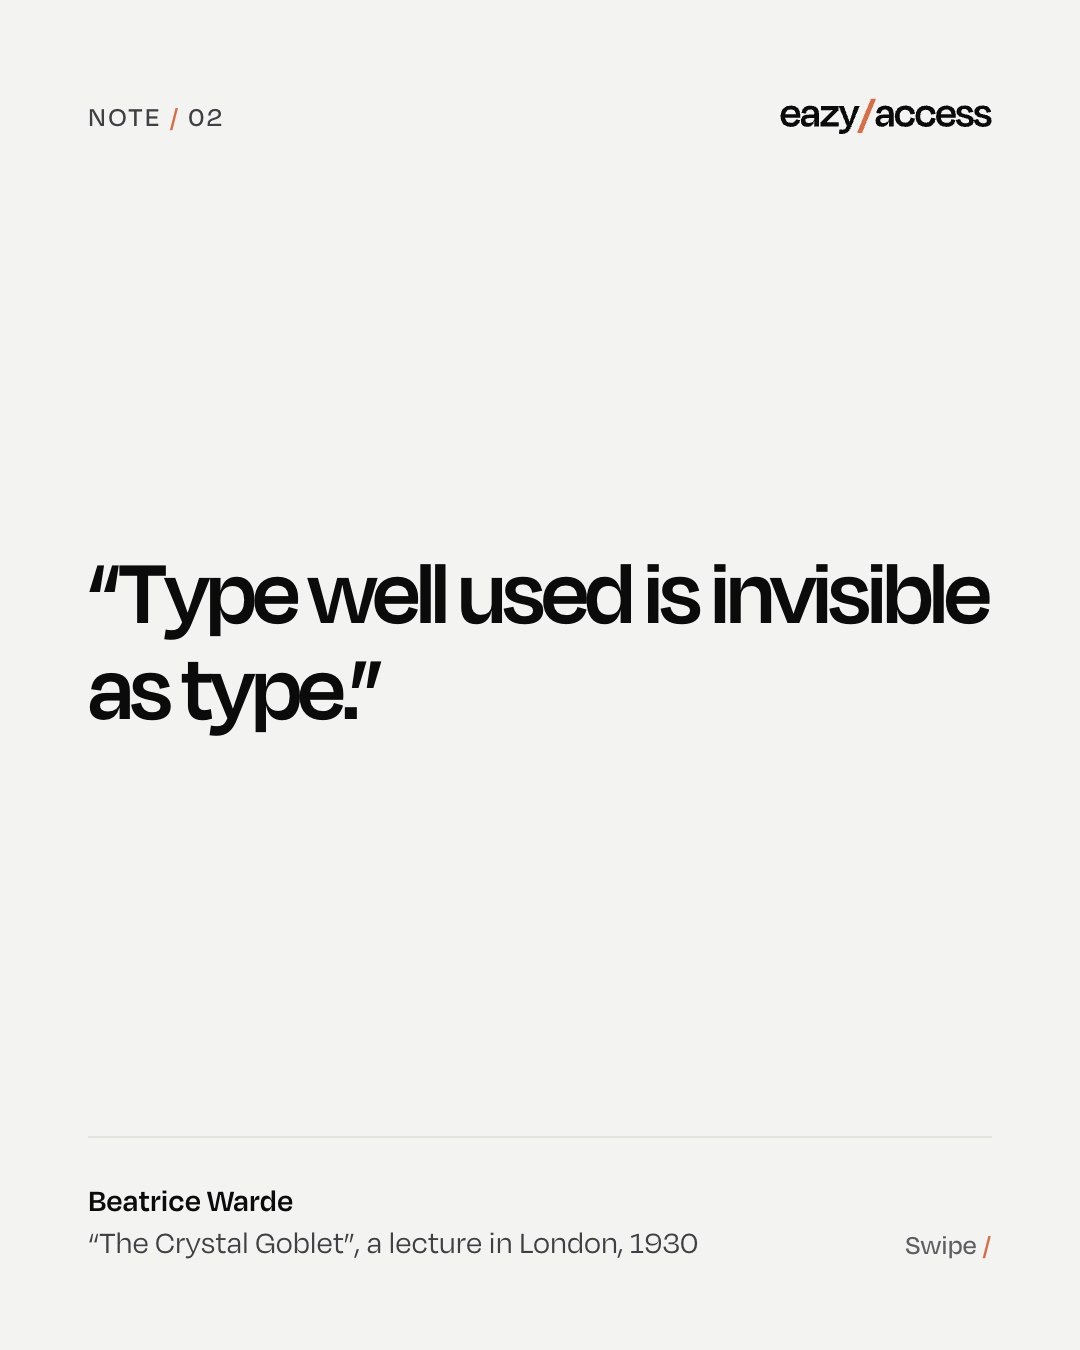 NOTE / 02
eazy/access
“Type well used is invisible
as type.”
Beatrice Warde
“The Crystal Goblet”, a lecture in London, 1930
Swipe /